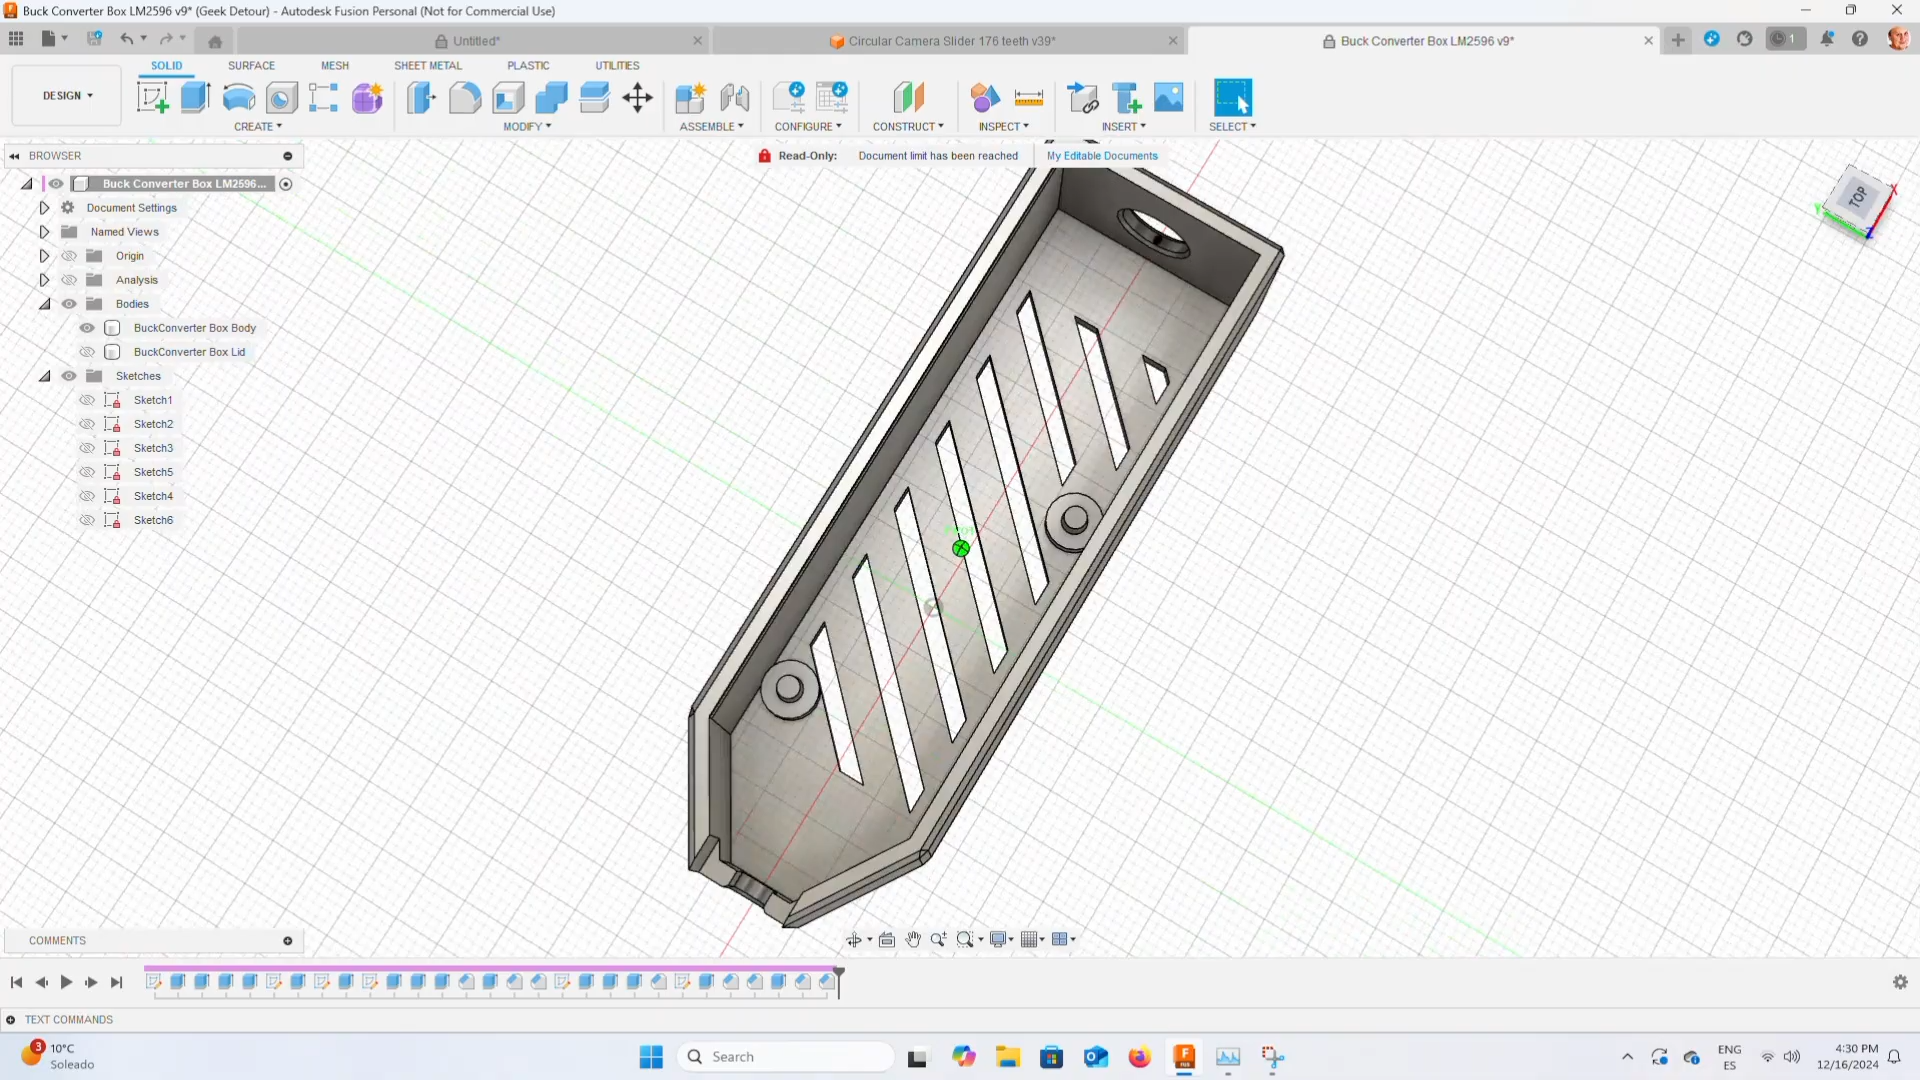 Buck Converter Box LM2596 v9* (Geek Detour) - Autodesk Fusion Personal (Not for Commercial Use)
Untitled*
Circular Camera Slider 176 teeth v39*
Buck Converter Box LM2596 v9*
1
SOLID SURFACE MESH SHEET METAL PLASTIC UTILITIES
DESIGN
CREATE MODIFY ASSEMBLE CONFIGURE CONSTRUCT INSPECT INSERT SELECT
BROWSER
Read-Only: Document limit has been reached My Editable Documents
Buck Converter Box LM2596...
Document Settings
Named Views
Origin
Analysis
Bodies
BuckConverter Box Body
BuckConverter Box Lid
Sketches
Sketch1
Sketch2
Sketch3
Sketch5
Sketch4
Sketch6
TOP
X
Y
Z
COMMENTS
TEXT COMMANDS
3
10°C
Soleado
Search
F
FUS
ENG
ES
4:30 PM
12/16/2024